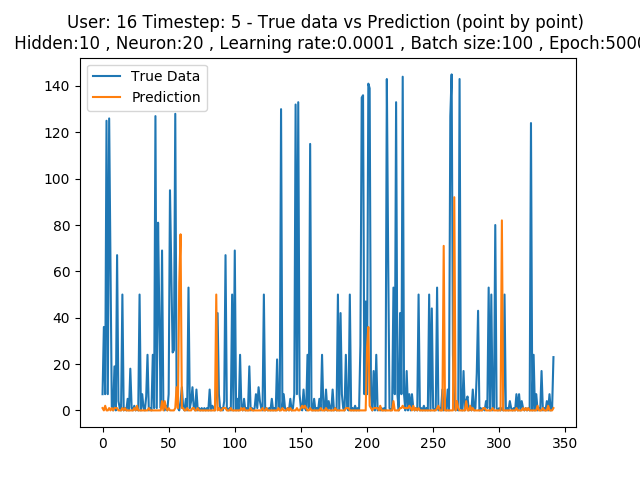 User: 16 Timestep: 5 - True data vs Prediction (point by point)
Hidden:10 , Neuron:20 , Learning rate:0.0001 , Batch size:100 , Epoch:5000
True Data
Prediction
140
120
100
80
60
40
20
0
0 50 100 150 200 250 300 350